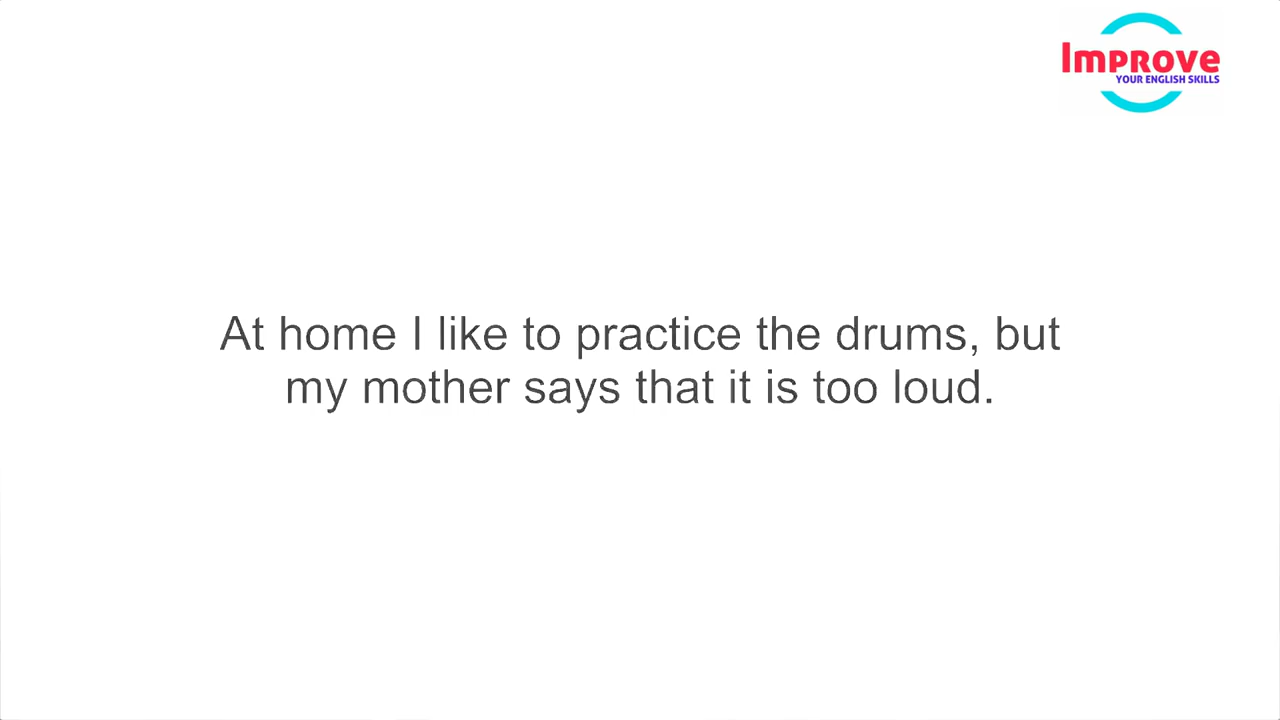 Improve
YOUR ENGLISH SKILLS
At home I like to practice the drums, but
my mother says that it is too loud.